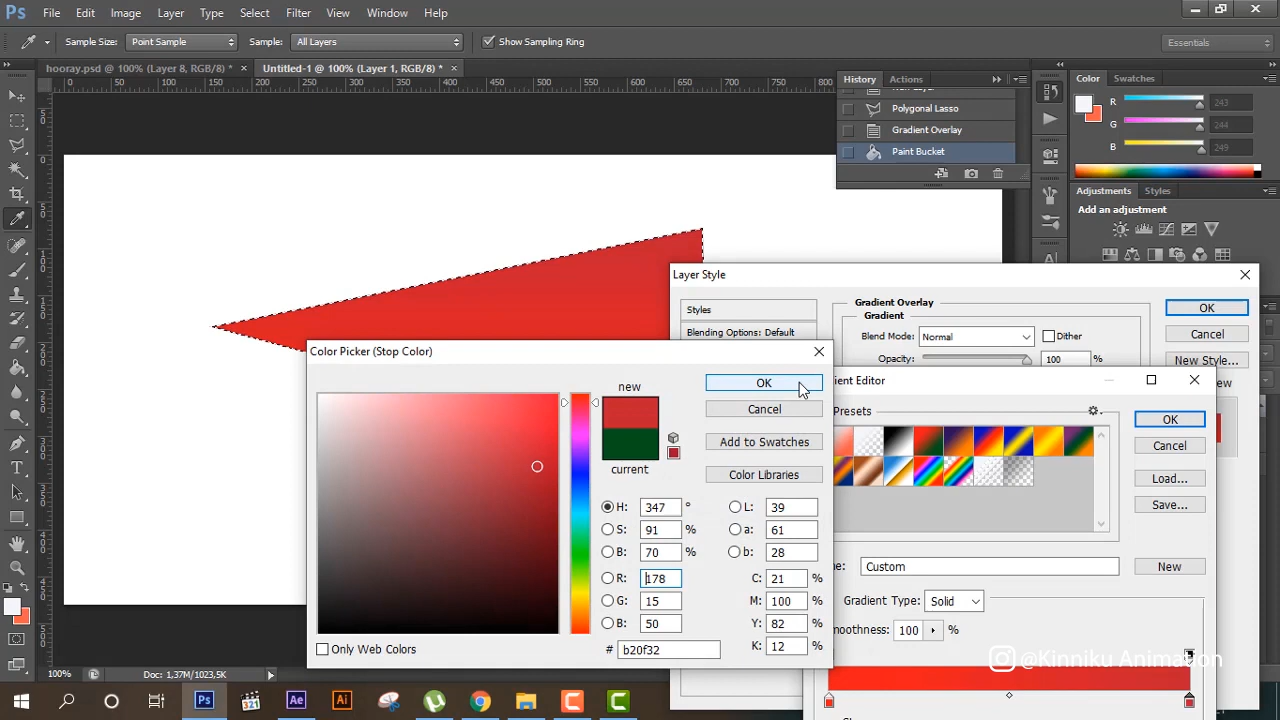 Ps File Edit Image Layer Type Select Filter View Window Help
Sample Size: Point Sample Sample: All Layers Show Sampling Ring Essentials
hooray.psd @ 100% (Layer 8, RGB/8) * × Untitled-1 @ 100% (Layer 1, RGB/8) * ×
0 50 100 150 200 250 300 350 400 450 500 550 600 650 700 750 800
History Actions
Polygonal Lasso
Gradient Overlay
Paint Bucket
Color Swatches
R 243
G 244
B 249
Adjustments Styles
Add an adjustment
Layer Style
Styles
Blending Options: Default
Gradient Overlay
Gradient
Blend Mode: Normal Dither
Opacity: 100 %
OK
Cancel
New Style...
Color Picker (Stop Color)
new
current
OK
Cancel
Add to Swatches
Color Libraries
H: 347 °
S: 91 %
B: 70 %
R: 178
G: 15
B: 50
# b20f32
L: 39
a: 61
b: 28
C: 21 %
M: 100 %
Y: 82 %
K: 12 %
Only Web Colors
ient Editor
Presets
OK
Cancel
Load...
Save...
e: Custom New
Gradient Type: Solid
moothness: 100 %
@Kinniku Animation
100% Doc: 1,37M/1023,5K
321 Ps Ae Ai